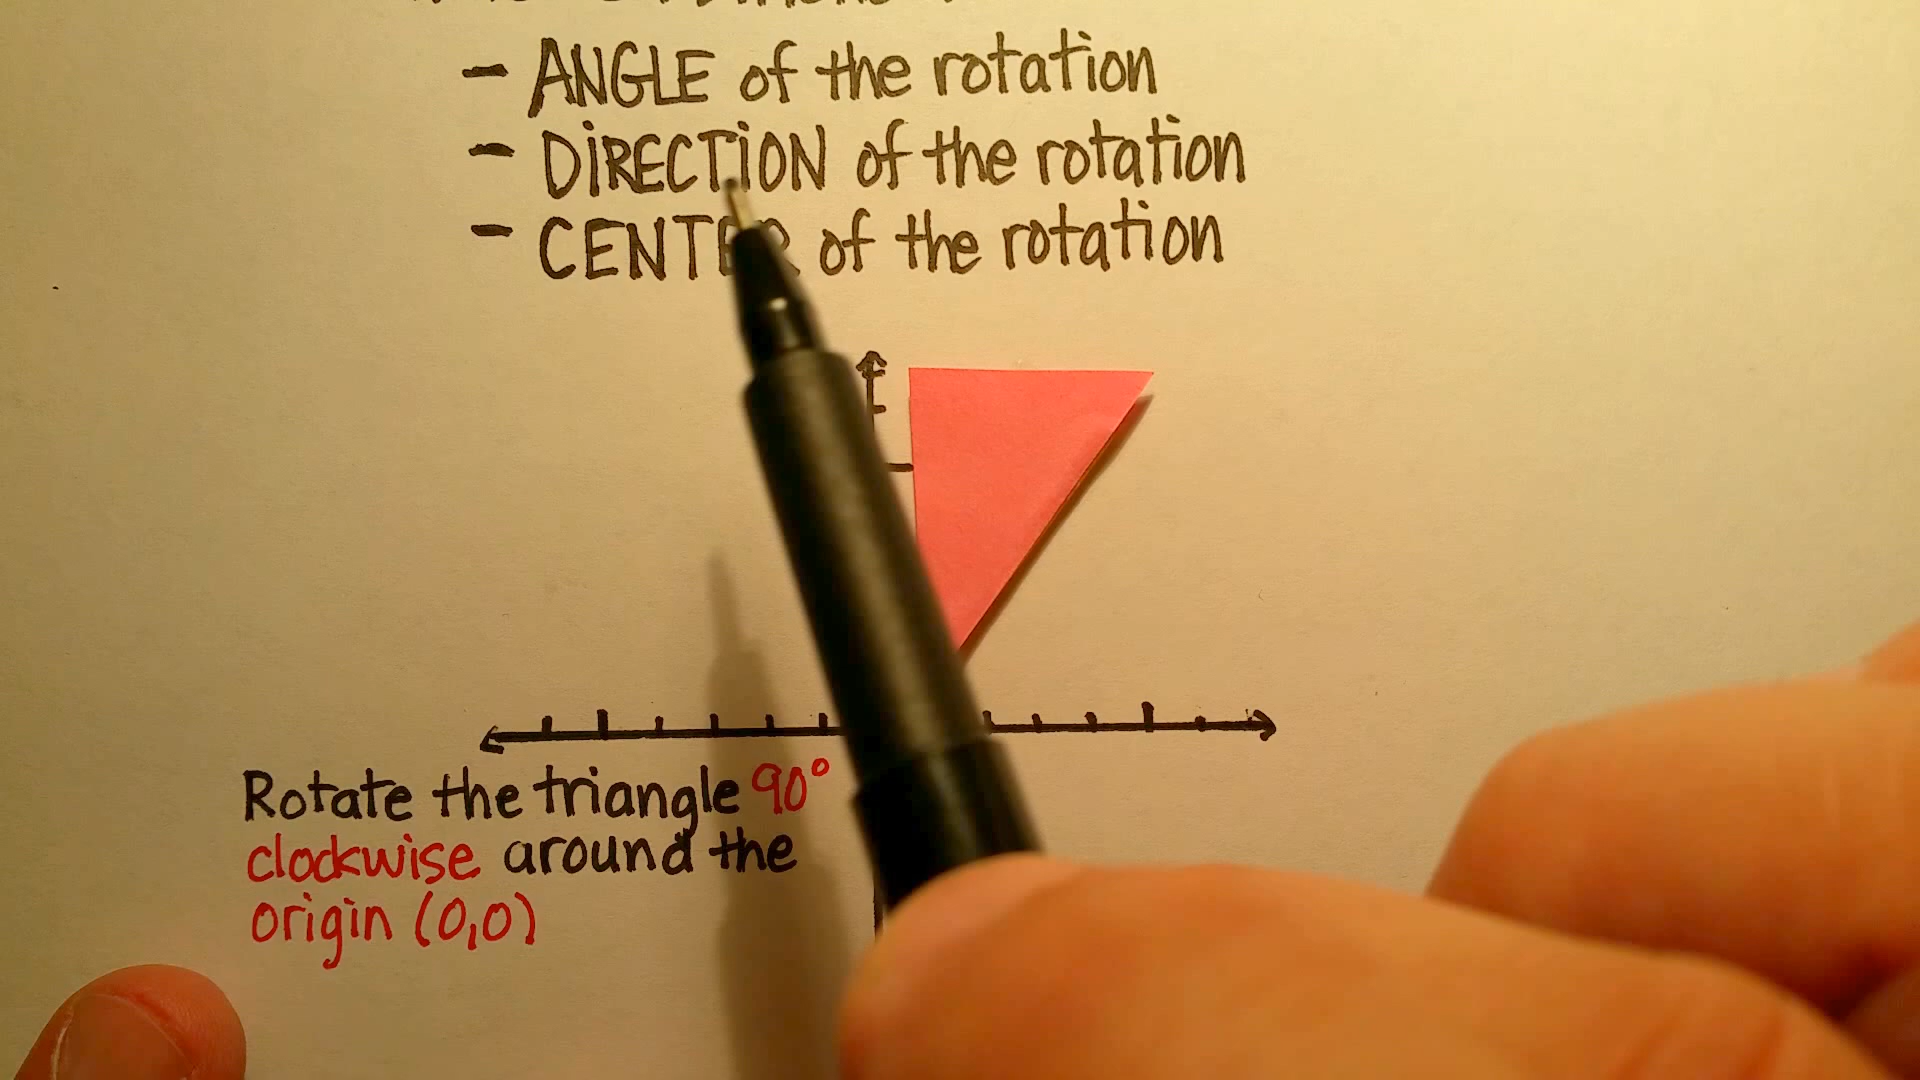 - ANGLE of the rotation
- DIRECTION of the rotation
- CENTER of the rotation
Rotate the triangle 90°
clockwise around the
origin (0,0)